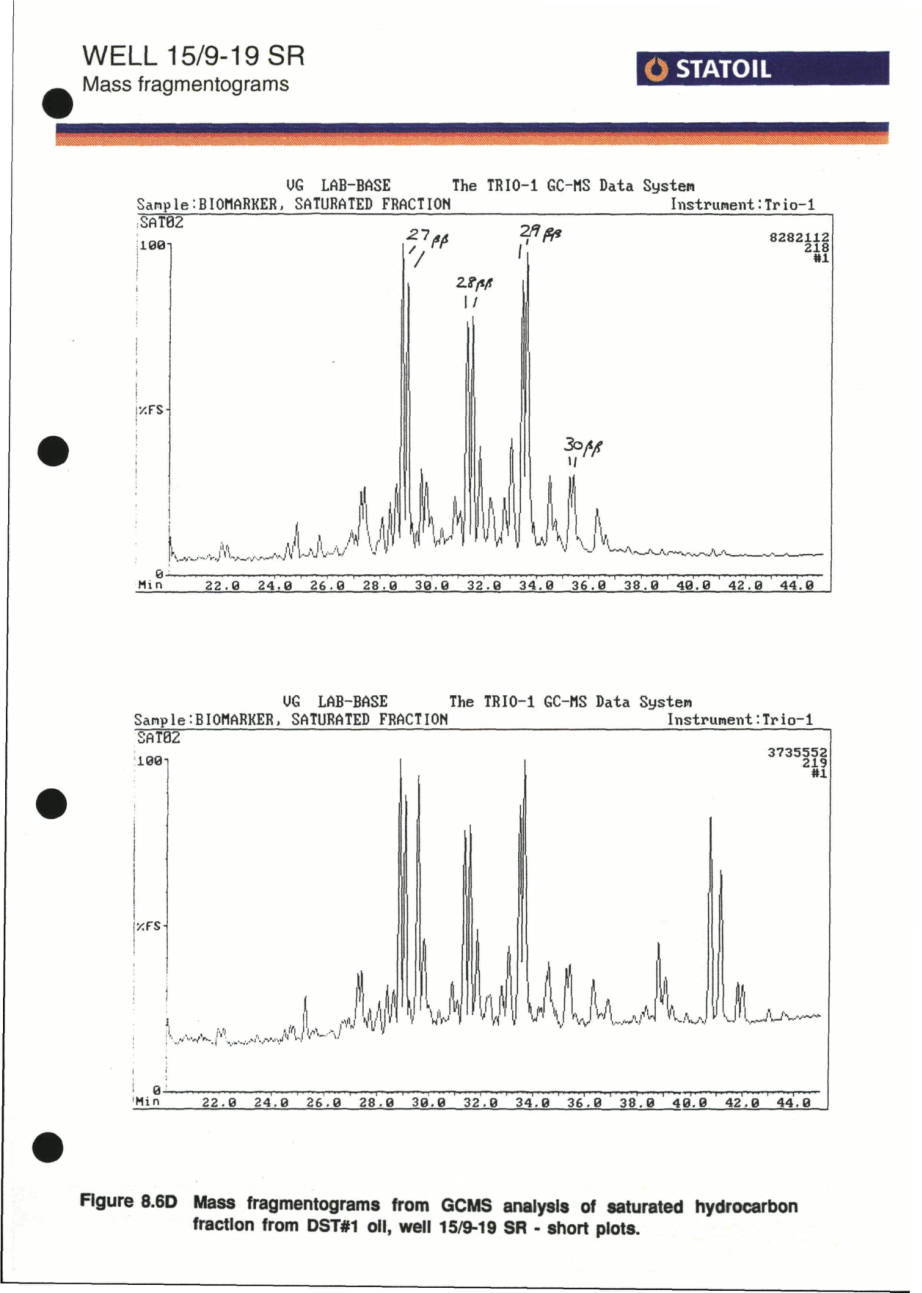 WELL 15/9-19 SR
Mass fragmentograms
STATOIL
VG LAB-BASE The TRIO-1 GC-MS Data System
Sample:BIOMARKER, SATURATED FRACTION Instrument:Trio-1
SAT02
100
27ββ
29ββ
8282112
218
#1
28ββ
%FS
30ββ
0
Min 22.0 24.0 26.0 28.0 30.0 32.0 34.0 36.0 38.0 40.0 42.0 44.0
VG LAB-BASE The TRIO-1 GC-MS Data System
Sample:BIOMARKER, SATURATED FRACTION Instrument:Trio-1
SAT02
100
3735552
219
#1
%FS
0
Min 22.0 24.0 26.0 28.0 30.0 32.0 34.0 36.0 38.0 40.0 42.0 44.0
Figure 8.6D Mass fragmentograms from GCMS analysis of saturated hydrocarbon
fraction from DST#1 oil, well 15/9-19 SR - short plots.